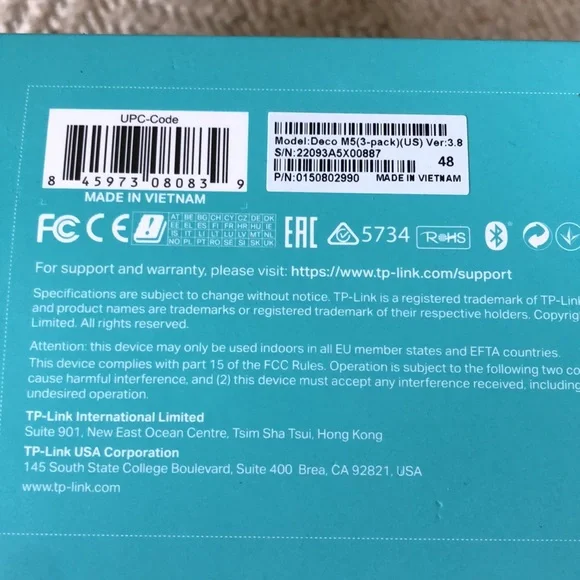 UPC-Code
8 45973 08083 9
MADE IN VIETNAM
Model:Deco M5(3-pack)(US) Ver:3.8
S/N:22093A5X00887
48
P/N:0150802990
MADE IN VIETNAM
FC CE
AT BE BG CH CY CZ DE DK
EE EL ES FI FR HR HU IE
IS IT LI LT LU LV MT NL
NO PL PT RO SE SI SK UK
EAC 5734 RoHS
For support and warranty, please visit: https://www.tp-link.com/support
Specifications are subject to change without notice. TP-Link is a registered trademark of TP-Link
and product names are trademarks or registered trademarks of their respective holders. Copyrig
Limited. All rights reserved.
Attention: this device may only be used indoors in all EU member states and EFTA countries.
This device complies with part 15 of the FCC Rules. Operation is subject to the following two co
cause harmful interference, and (2) this device must accept any interference received, including
undesired operation.
TP-Link International Limited
Suite 901, New East Ocean Centre, Tsim Sha Tsui, Hong Kong
TP-Link USA Corporation
145 South State College Boulevard, Suite 400 Brea, CA 92821, USA
www.tp-link.com